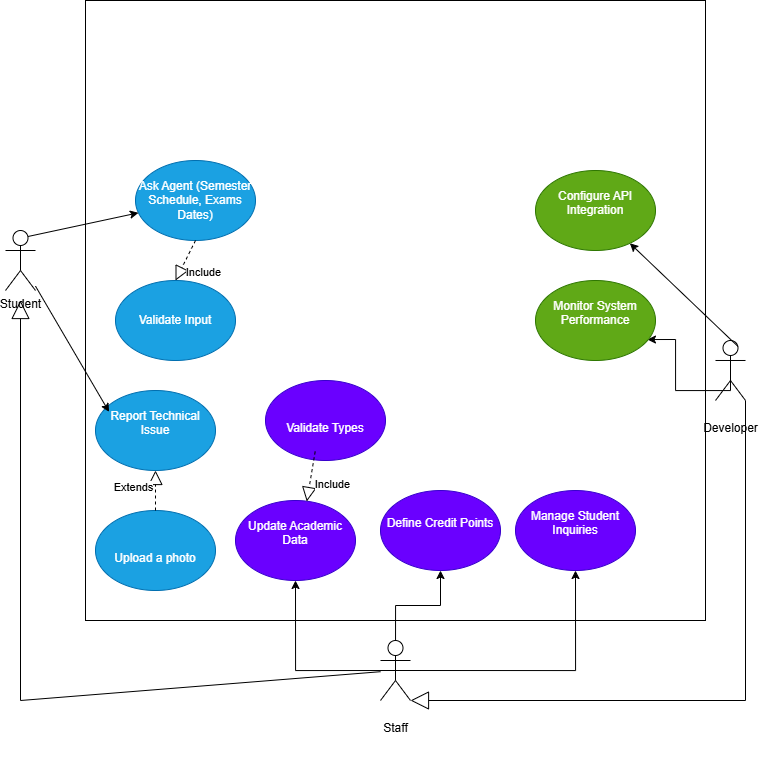 Ask Agent (Semester
Schedule, Exams
Dates)
Configure API
Integration
Include
Student
Validate Input
Monitor System
Performance
Report Technical
Issue
Validate Types
Developer
Extends
Include
Update Academic
Data
Define Credit Points
Manage Student
Inquiries
Upload a photo
Staff